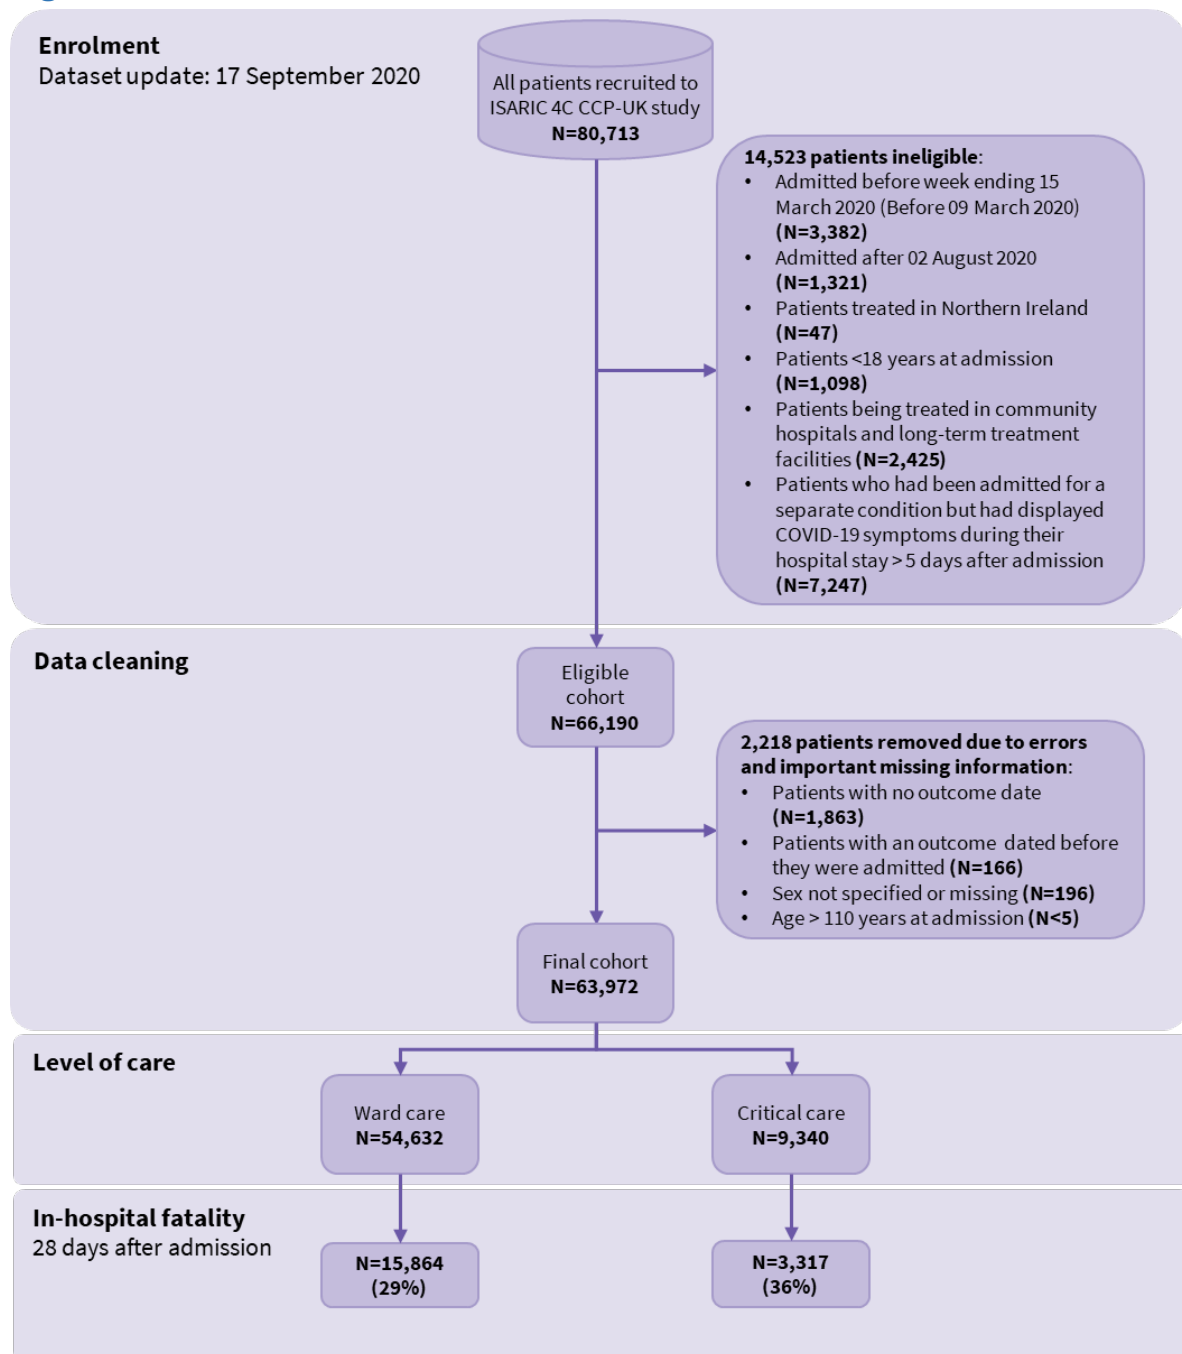 Enrolment
Dataset update: 17 September 2020
All patients recruited to
ISARIC 4C CCP-UK study
N=80,713
14,523 patients ineligible:
• Admitted before week ending 15
March 2020 (Before 09 March 2020)
(N=3,382)
• Admitted after 02 August 2020
(N=1,321)
• Patients treated in Northern Ireland
(N=47)
• Patients <18 years at admission
(N=1,098)
• Patients being treated in community
hospitals and long-term treatment
facilities (N=2,425)
• Patients who had been admitted for a
separate condition but had displayed
COVID-19 symptoms during their
hospital stay > 5 days after admission
(N=7,247)
Data cleaning
Eligible
cohort
N=66,190
2,218 patients removed due to errors
and important missing information:
• Patients with no outcome date
(N=1,863)
• Patients with an outcome dated before
they were admitted (N=166)
• Sex not specified or missing (N=196)
• Age > 110 years at admission (N<5)
Final cohort
N=63,972
Level of care
Ward care
N=54,632
Critical care
N=9,340
In-hospital fatality
28 days after admission
N=15,864
(29%)
N=3,317
(36%)